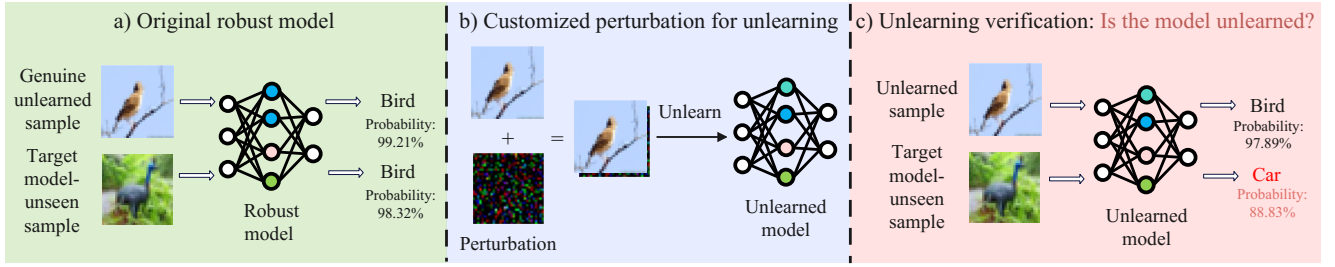 a) Original robust model
Genuine
unlearned
sample
Bird
Probability:
99.21%
Target
model-
unseen
sample
Bird
Probability:
98.32%
Robust
model
b) Customized perturbation for unlearning
+
=
Unlearn
Perturbation
Unlearned
model
c) Unlearning verification: Is the model unlearned?
Unlearned
sample
Bird
Probability:
97.89%
Target
model-
unseen
sample
Car
Probability:
88.83%
Unlearned
model